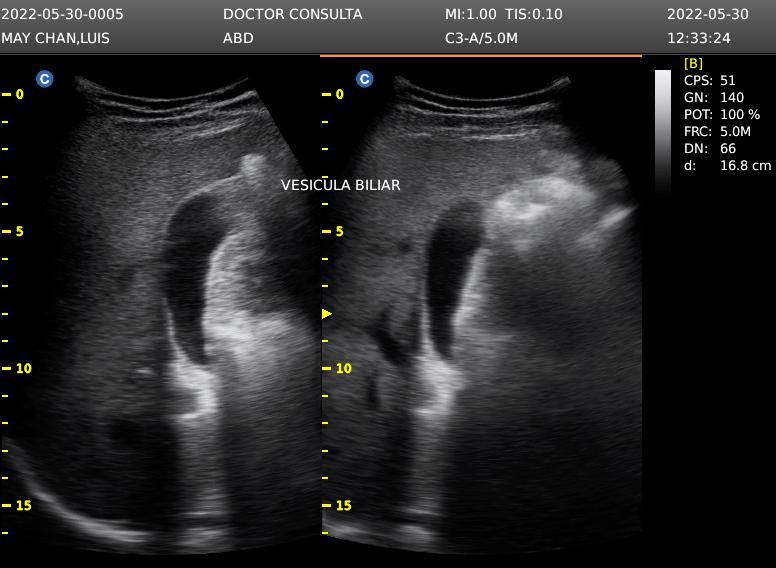 2022-05-30-0005 DOCTOR CONSULTA MI:1.00 TIS:0.10 2022-05-30
MAY CHAN,LUIS ABD C3-A/5.0M 12:33:24
C C [B]
0 0 CPS: 51
GN: 140
POT: 100 %
FRC: 5.0M
DN: 66
d: 16.8 cm
VESICULA BILIAR
5 5
10 10
15 15